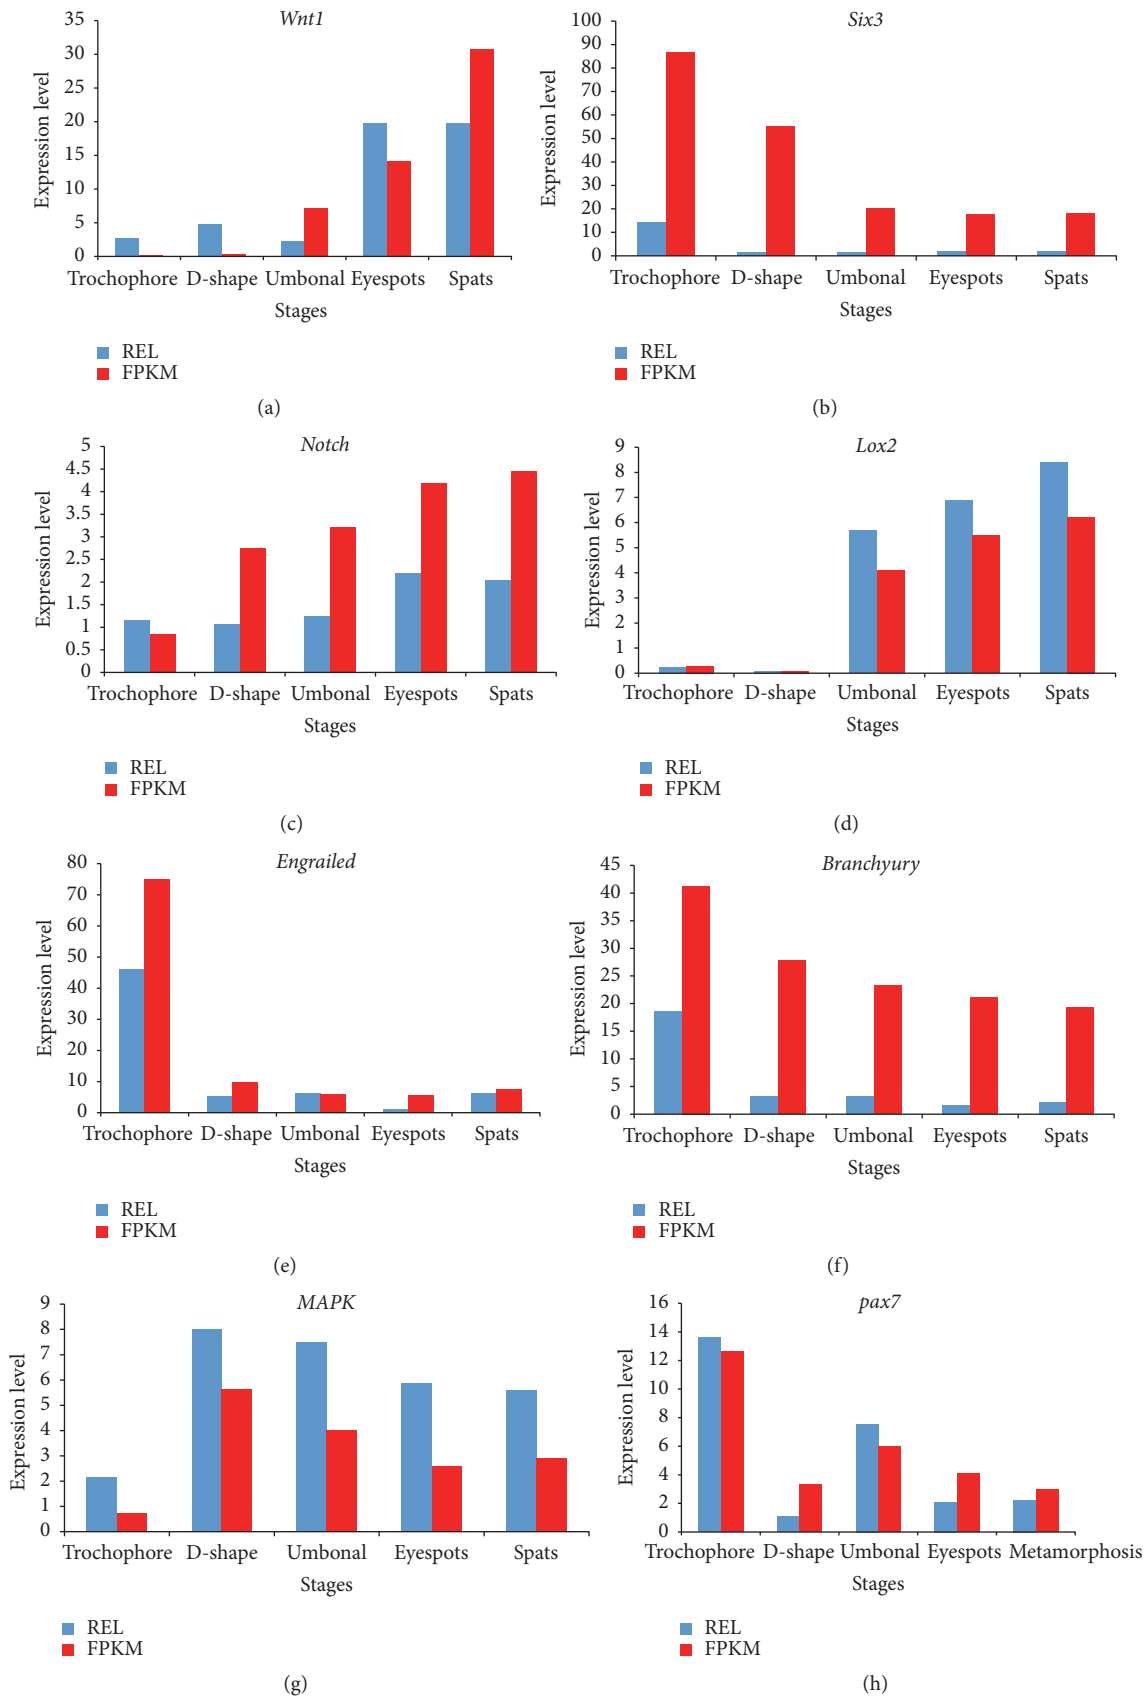 Wnt1
35
30
25
20
15
10
5
0
Expression level
Trochophore D-shape Umbonal Eyespots Spats
Stages
REL
FPKM
(a)
Six3
100
90
80
70
60
50
40
30
20
10
0
Expression level
Trochophore D-shape Umbonal Eyespots Spats
Stages
REL
FPKM
(b)
Notch
5
4.5
4
3.5
3
2.5
2
1.5
1
0.5
0
Expression level
Trochophore D-shape Umbonal Eyespots Spats
Stages
REL
FPKM
(c)
Lox2
9
8
7
6
5
4
3
2
1
0
Expression level
Trochophore D-shape Umbonal Eyespots Spats
Stages
REL
FPKM
(d)
Engrailed
80
70
60
50
40
30
20
10
0
Expression level
Trochophore D-shape Umbonal Eyespots Spats
Stages
REL
FPKM
(e)
Branchyury
45
40
35
30
25
20
15
10
5
0
Expression level
Trochophore D-shape Umbonal Eyespots Spats
Stages
REL
FPKM
(f)
MAPK
9
8
7
6
5
4
3
2
1
0
Expression level
Trochophore D-shape Umbonal Eyespots Spats
Stages
REL
FPKM
(g)
pax7
16
14
12
10
8
6
4
2
0
Expression level
Trochophore D-shape Umbonal Eyespots Metamorphosis
Stages
REL
FPKM
(h)